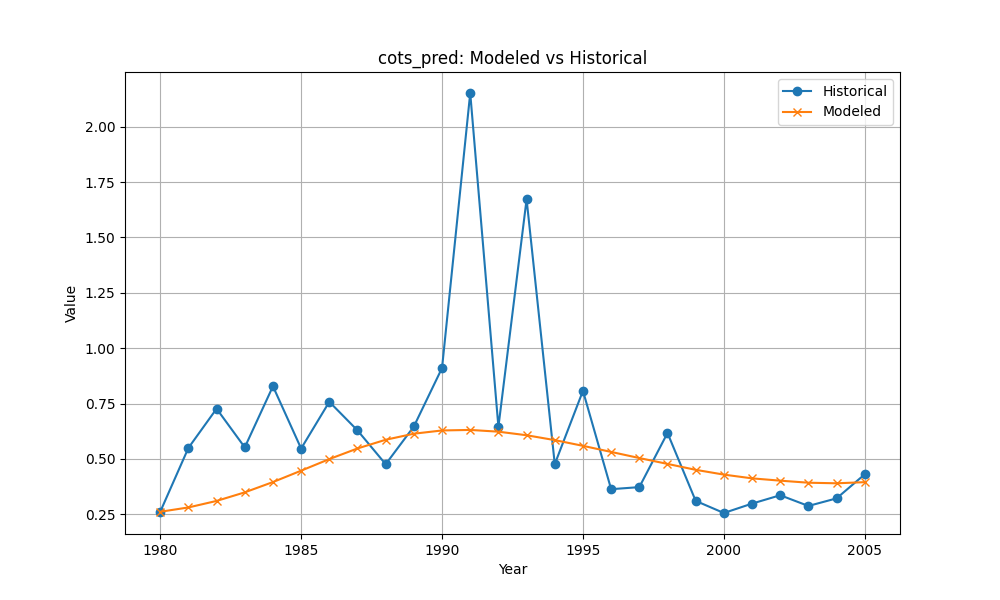 cots_pred: Modeled vs Historical
Historical
Modeled
Value
2.00
1.75
1.50
1.25
1.00
0.75
0.50
0.25
1980 1985 1990 1995 2000 2005
Year